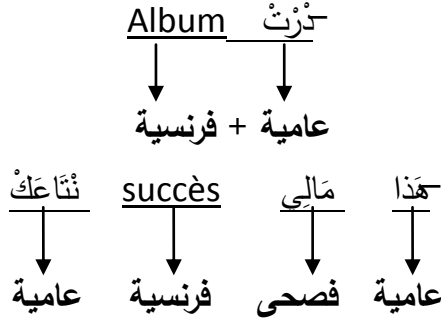 –دْرْتْ Album
عامية + فرنسية
–هَذا مَالِي succès نْتَاعَكْ
عامية فصحى فرنسية عامية